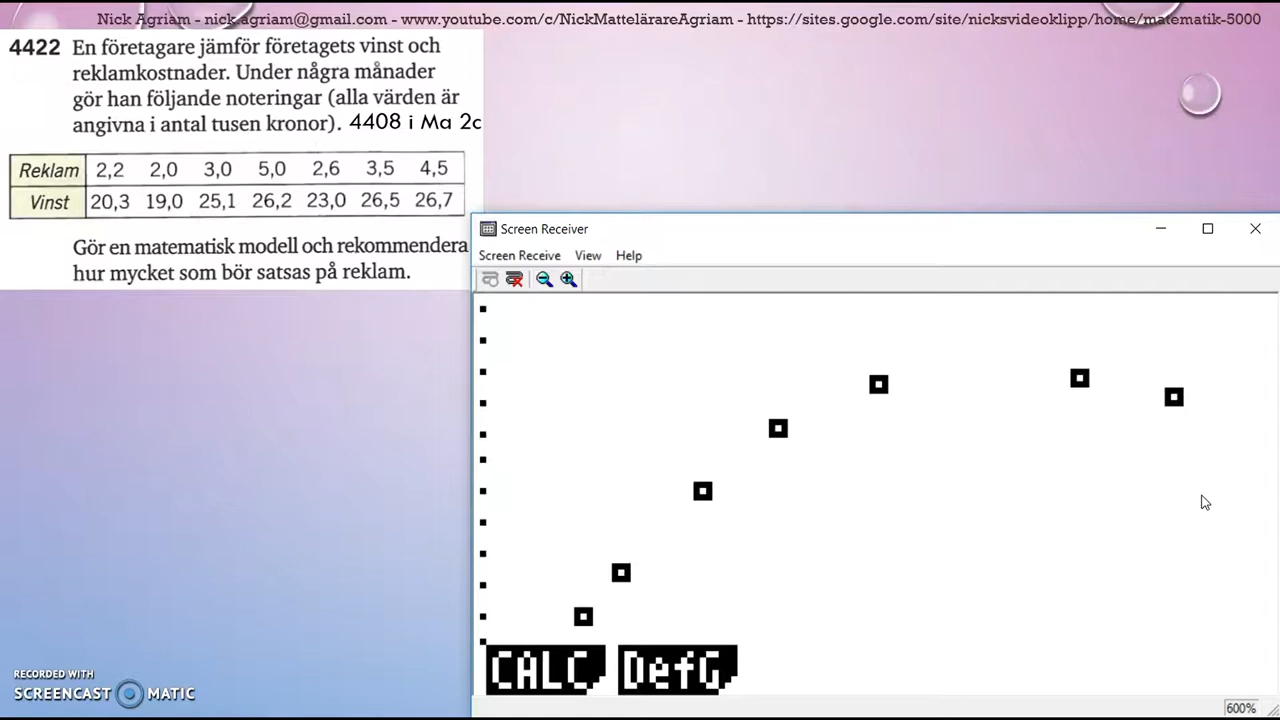 Nick Agriam - nick.agriam@gmail.com - www.youtube.com/c/NickMattelärareAgriam - https://sites.google.com/site/nicksvideoklipp/home/matematik-5000
4422 En företagare jämför företagets vinst och
reklamkostnader. Under några månader
gör han följande noteringar (alla värden är
angivna i antal tusen kronor). 4408 i Ma 2c
Reklam 2,2 2,0 3,0 5,0 2,6 3,5 4,5
Vinst 20,3 19,0 25,1 26,2 23,0 26,5 26,7
Gör en matematisk modell och rekommendera
hur mycket som bör satsas på reklam.
Screen Receiver
Screen Receive View Help
CALC DefG
600%
RECORDED WITH
SCREENCAST MATIC